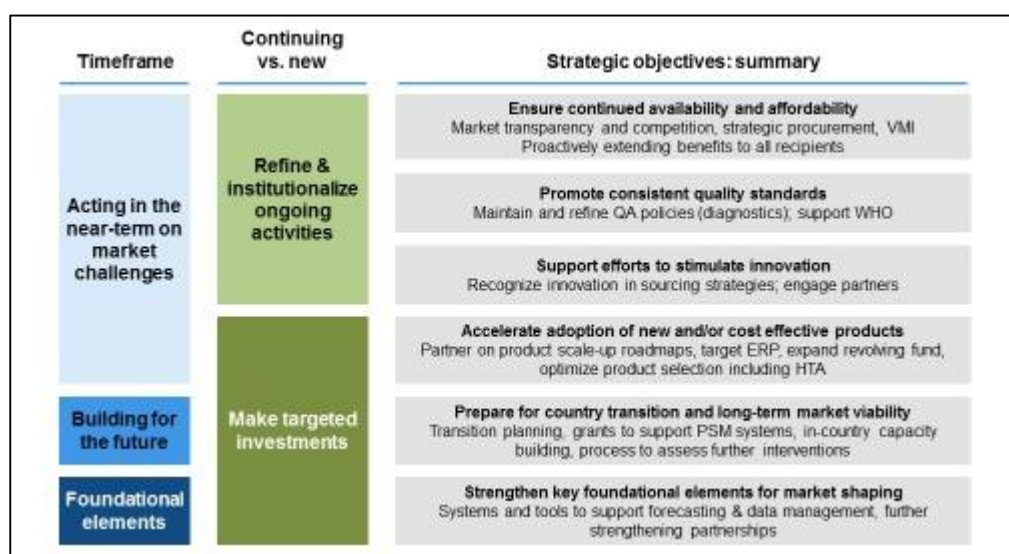 Timeframe
Continuing
vs. new
Strategic objectives: summary
Acting in the
near-term on
market
challenges
Refine &
institutionalize
ongoing
activities
Ensure continued availability and affordability
Market transparency and competition, strategic procurement, VMI
Proactively extending benefits to all recipients
Promote consistent quality standards
Maintain and refine QA policies (diagnostics); support WHO
Support efforts to stimulate innovation
Recognize innovation in sourcing strategies; engage partners
Make targeted
investments
Accelerate adoption of new and/or cost effective products
Partner on product scale-up roadmaps, target ERP, expand revolving fund,
optimize product selection including HTA
Building for
the future
Prepare for country transition and long-term market viability
Transition planning, grants to support PSM systems, in-country capacity
building, process to assess further interventions
Foundational
elements
Strengthen key foundational elements for market shaping
Systems and tools to support forecasting & data management, further
strengthening partnerships